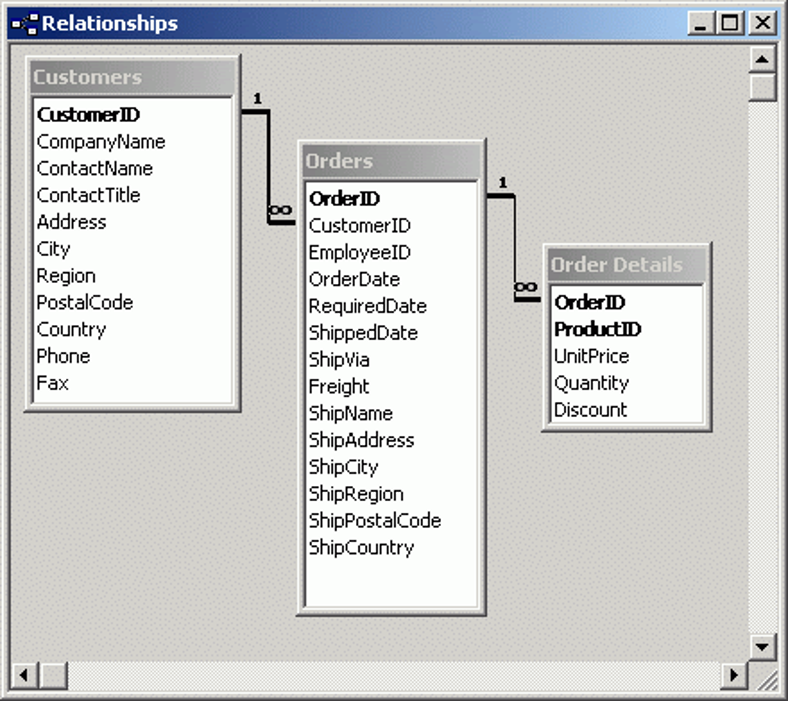 Relationships
Customers
CustomerID
CompanyName
ContactName
ContactTitle
Address
City
Region
PostalCode
Country
Phone
Fax
1
∞
Orders
OrderID
CustomerID
EmployeeID
OrderDate
RequiredDate
ShippedDate
ShipVia
Freight
ShipName
ShipAddress
ShipCity
ShipRegion
ShipPostalCode
ShipCountry
1
∞
Order Details
OrderID
ProductID
UnitPrice
Quantity
Discount